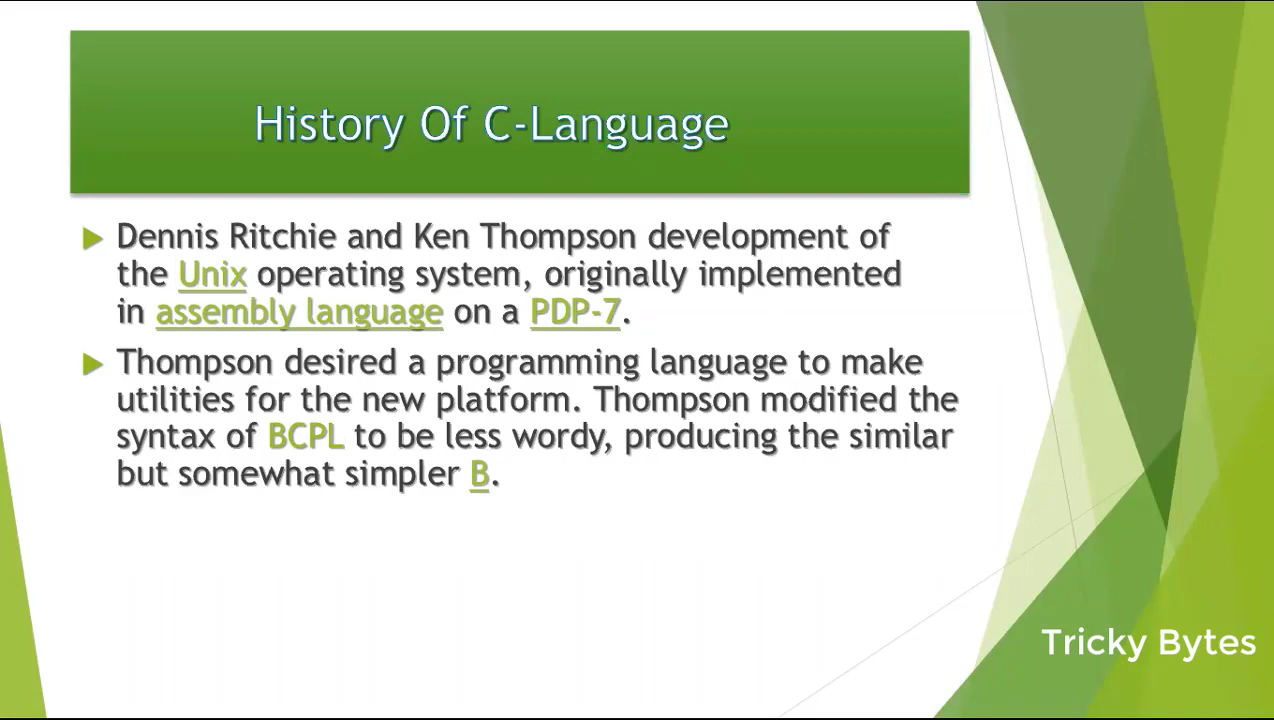 History Of C-Language
Dennis Ritchie and Ken Thompson development of
the Unix operating system, originally implemented
in assembly language on a PDP-7.
Thompson desired a programming language to make
utilities for the new platform. Thompson modified the
syntax of BCPL to be less wordy, producing the similar
but somewhat simpler B.
Tricky Bytes